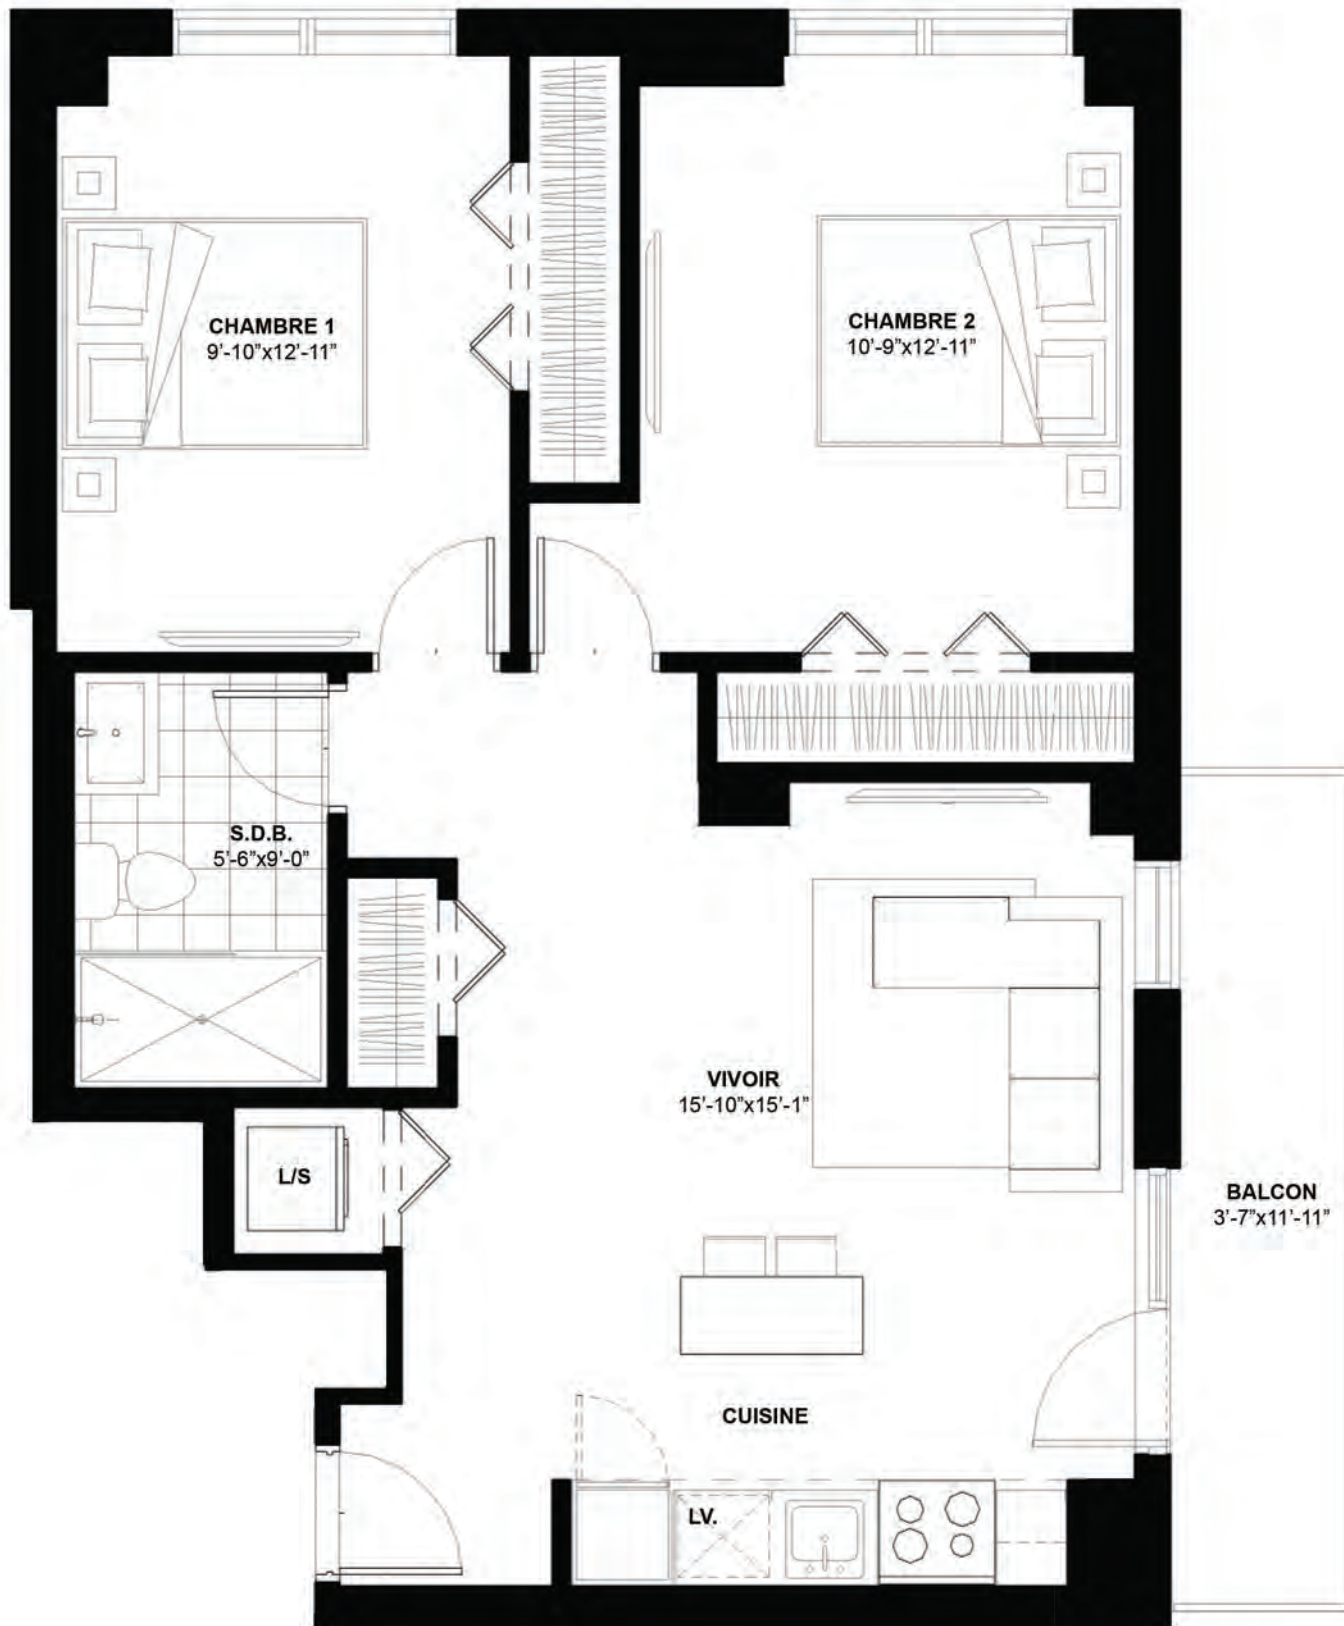 CHAMBRE 1
9’-10”x12’-11”
CHAMBRE 2
10’-9”x12’-11”
S.D.B.
5’-6”x9’-0”
VIVOIR
15’-10”x15’-1”
L/S
BALCON
3’-7”x11’-11”
CUISINE
LV.